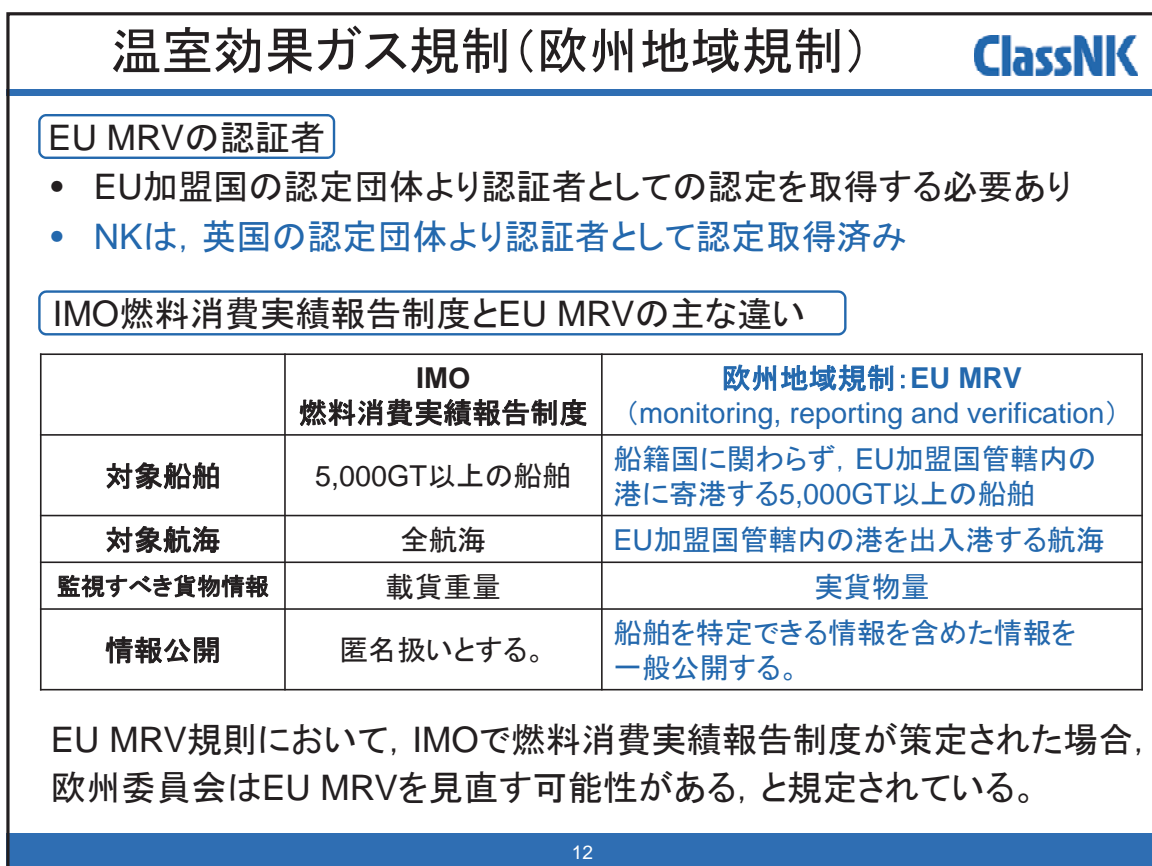 温室効果ガス規制(欧州地域規制)
ClassNK
EU MRVの認証者
• EU加盟国の認定団体より認証者としての認定を取得する必要あり
• NKは, 英国の認定団体より認証者として認定取得済み
IMO燃料消費実績報告制度とEU MRVの主な違い
IMO
燃料消費実績報告制度
欧州地域規制:EU MRV
(monitoring, reporting and verification)
対象船舶
5,000GT以上の船舶
船籍国に関わらず, EU加盟国管轄内の
港に寄港する5,000GT以上の船舶
対象航海
全航海
EU加盟国管轄内の港を出入港する航海
監視すべき貨物情報
載貨重量
実貨物量
情報公開
匿名扱いとする。
船舶を特定できる情報を含めた情報を
一般公開する。
EU MRV規則において, IMOで燃料消費実績報告制度が策定された場合,
欧州委員会はEU MRVを見直す可能性がある, と規定されている。
12